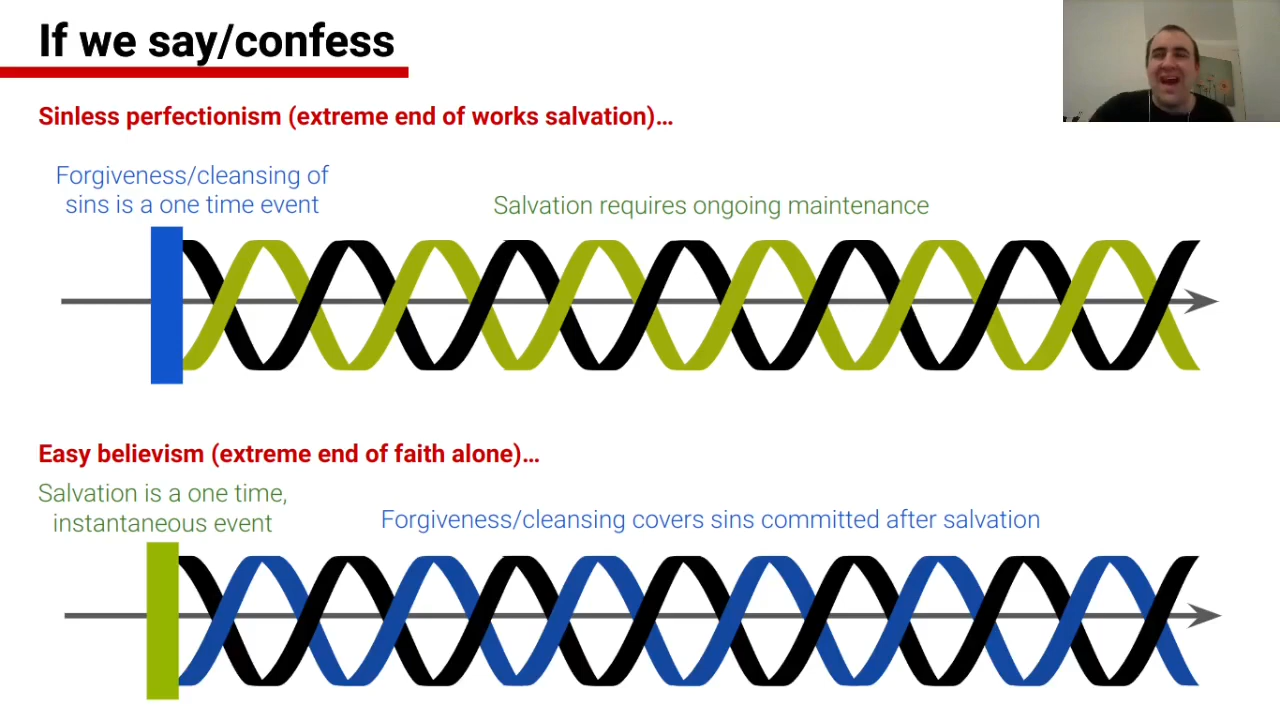 If we say/confess
Sinless perfectionism (extreme end of works salvation)...
Forgiveness/cleansing of
sins is a one time event
Salvation requires ongoing maintenance
Easy believism (extreme end of faith alone)...
Salvation is a one time,
instantaneous event
Forgiveness/cleansing covers sins committed after salvation